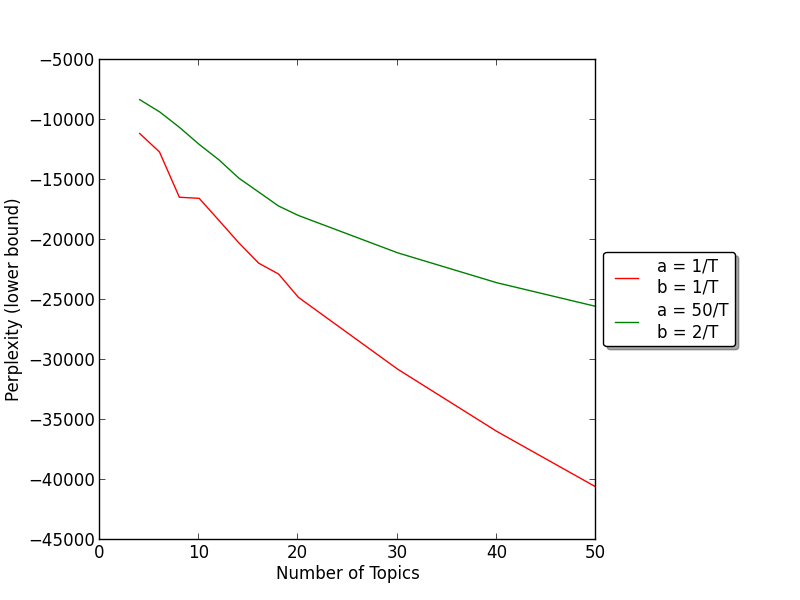 −5000
−10000
−15000
−20000
−25000
−30000
−35000
−40000
−45000
0 10 20 30 40 50
Number of Topics
Perplexity (lower bound)
a = 1/T
b = 1/T
a = 50/T
b = 2/T